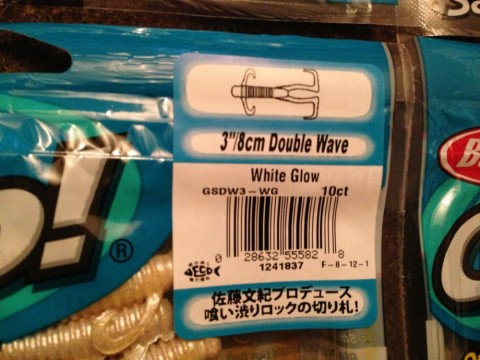 3"/8cm Double Wave
White Glow
GSDW3-WG 10ct
0 28632 55582 8
1241837 F-8-12-1
佐藤文紀プロデュース
喰い渋りロックの切り札!
!
®